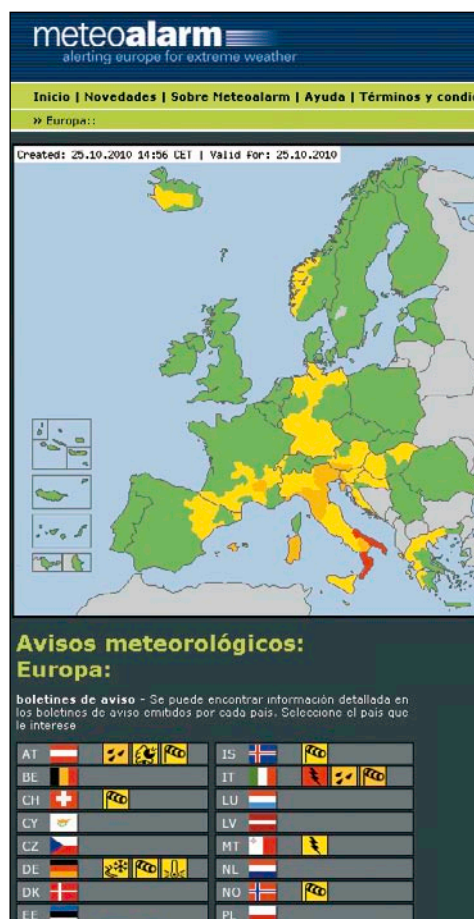 meteoalarm
alerting europe for extreme weather
Inicio | Novedades | Sobre Meteoalarm | Ayuda | Términos y condi
» Europa::
Created: 25.10.2010 14:56 CET | Valid For: 25.10.2010
Avisos meteorológicos:
Europa:
boletines de aviso - Se puede encontrar información detallada en
los boletines de aviso emitidos por cada país. Seleccione el país que
le interese
AT
IS
BE
IT
CH
LU
CY
LV
CZ
MT
DE
NL
DK
NO
EE
PL